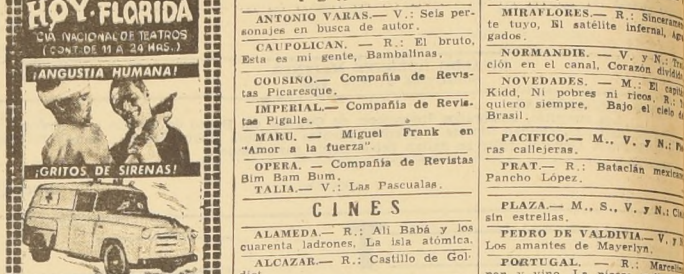 HOY · FLORIDA
CIA. NACIONAL DE TEATROS
(CONT. DE 11 A 24 HRS.)
¡ANGUSTIA HUMANA!
¡GRITOS DE SIRENAS!
ANTONIO VARAS.— V.: Seis per-
sonajes en busca de autor.
CAUPOLICAN. — R.: El bruto,
Esta es mi gente, Bambalinas.
COUSIÑO.— Compañía de Revis-
tas Picaresque.
IMPERIAL.— Compañía de Revis-
tas Pigalle.
MARU. — Miguel Frank en
"Amor a la fuerza".
OPERA. — Compañía de Revistas
Bim Bam Bum.
TALIA.— V.: Las Pascualas.
CINES
ALAMEDA.— R.: Alí Babá y los
cuarenta ladrones, La isla atómica.
ALCAZAR.— R.: Castillo de Gol-
MIRAFLORES.— R.:
te tuyo, El satélite infernal,
gados.
NORMANDIE. — V. y N.:
ción en el canal, Corazón dividido
NOVEDADES. — M.: El capitán
Kidd, Ni pobres ni ricos, R.:
quiero siempre, Bajo el cielo de
Brasil.
PACIFICO.— M., V. y N.:
ras callejeras.
PRAT.— R.: Bataclán mexicano
Pancho López.
PLAZA.— M., S., V. y N.:
sin estrellas.
PEDRO DE VALDIVIA.— V. y
Los amantes de Mayerlyn.
PORTUGAL. — R.: